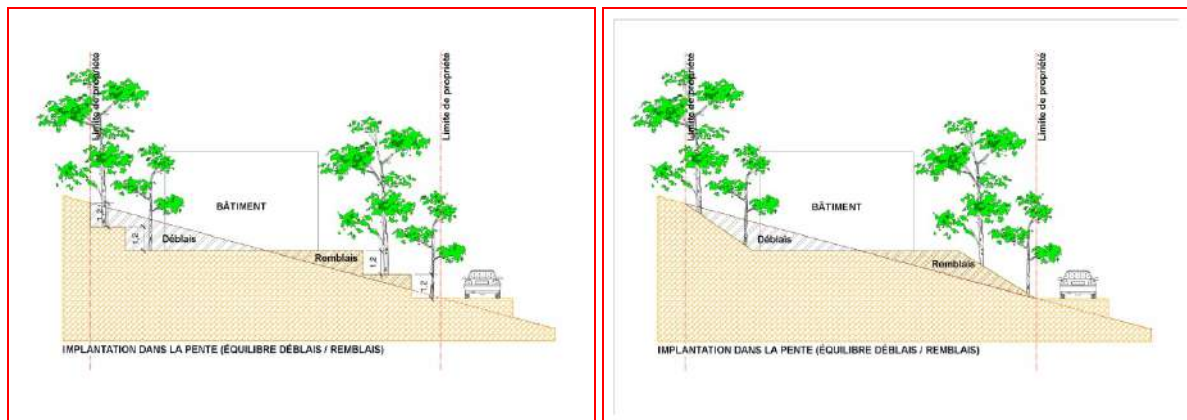 Limite de propriété
Limite de propriété
BÂTIMENT
1,2
1,2
Déblais
Remblais
1,2
1,2
IMPLANTATION DANS LA PENTE (ÉQUILIBRE DÉBLAIS / REMBLAIS)
Limite de propriété
Limite de propriété
BÂTIMENT
Déblais
Remblais
IMPLANTATION DANS LA PENTE (ÉQUILIBRE DÉBLAIS / REMBLAIS)